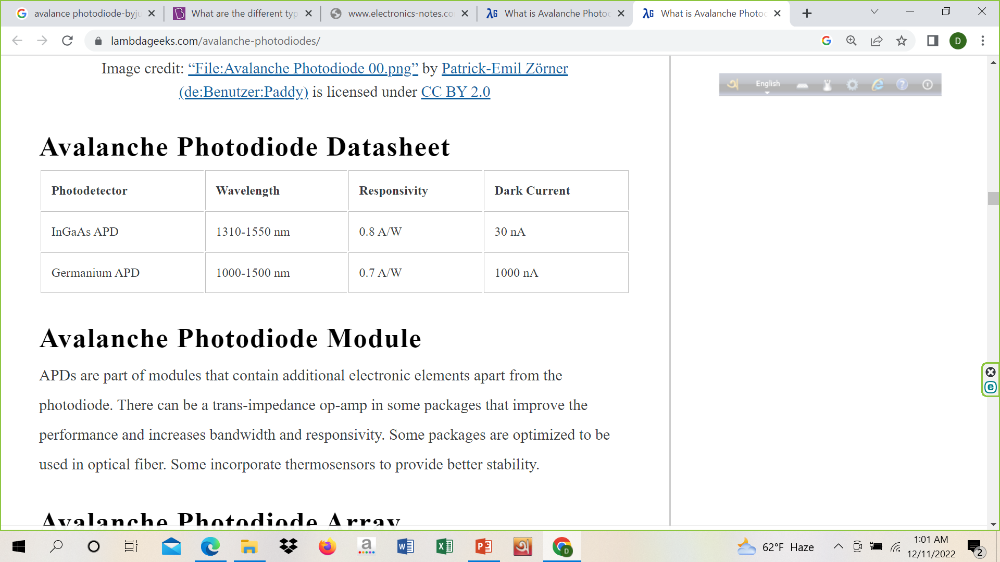 avalance photodiode-byju
What are the different typ
www.electronics-notes.co
What is Avalanche Photoc
What is Avalanche Photoc
lambdageeks.com/avalanche-photodiodes/
D
Image credit: “File:Avalanche Photodiode 00.png” by Patrick-Emil Zörner
(de:Benutzer:Paddy) is licensed under CC BY 2.0
English
Avalanche Photodiode Datasheet
Photodetector Wavelength Responsivity Dark Current
InGaAs APD 1310-1550 nm 0.8 A/W 30 nA
Germanium APD 1000-1500 nm 0.7 A/W 1000 nA
Avalanche Photodiode Module
APDs are part of modules that contain additional electronic elements apart from the
photodiode. There can be a trans-impedance op-amp in some packages that improve the
performance and increases bandwidth and responsivity. Some packages are optimized to be
used in optical fiber. Some incorporate thermosensors to provide better stability.
Avalanche Photodiode Array
62°F Haze
1:01 AM
12/11/2022
2